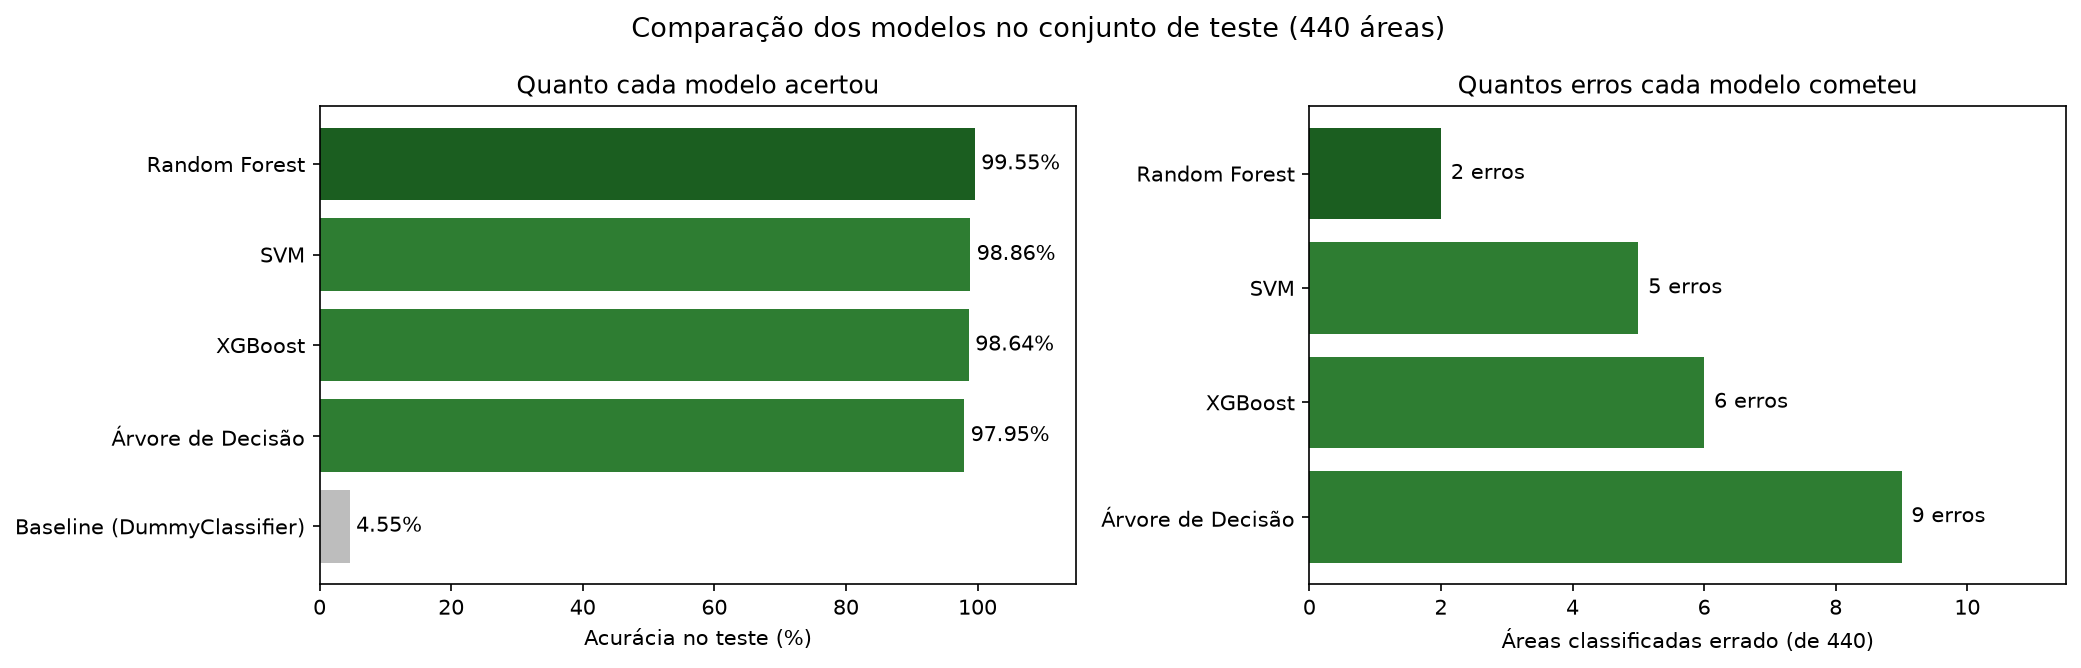 Comparação dos modelos no conjunto de teste (440 áreas)
Quanto cada modelo acertou
Random Forest
99.55%
SVM
98.86%
XGBoost
98.64%
Árvore de Decisão
97.95%
Baseline (DummyClassifier)
4.55%
0 20 40 60 80 100
Acurácia no teste (%)
Quantos erros cada modelo cometeu
Random Forest
2 erros
SVM
5 erros
XGBoost
6 erros
Árvore de Decisão
9 erros
0 2 4 6 8 10
Áreas classificadas errado (de 440)